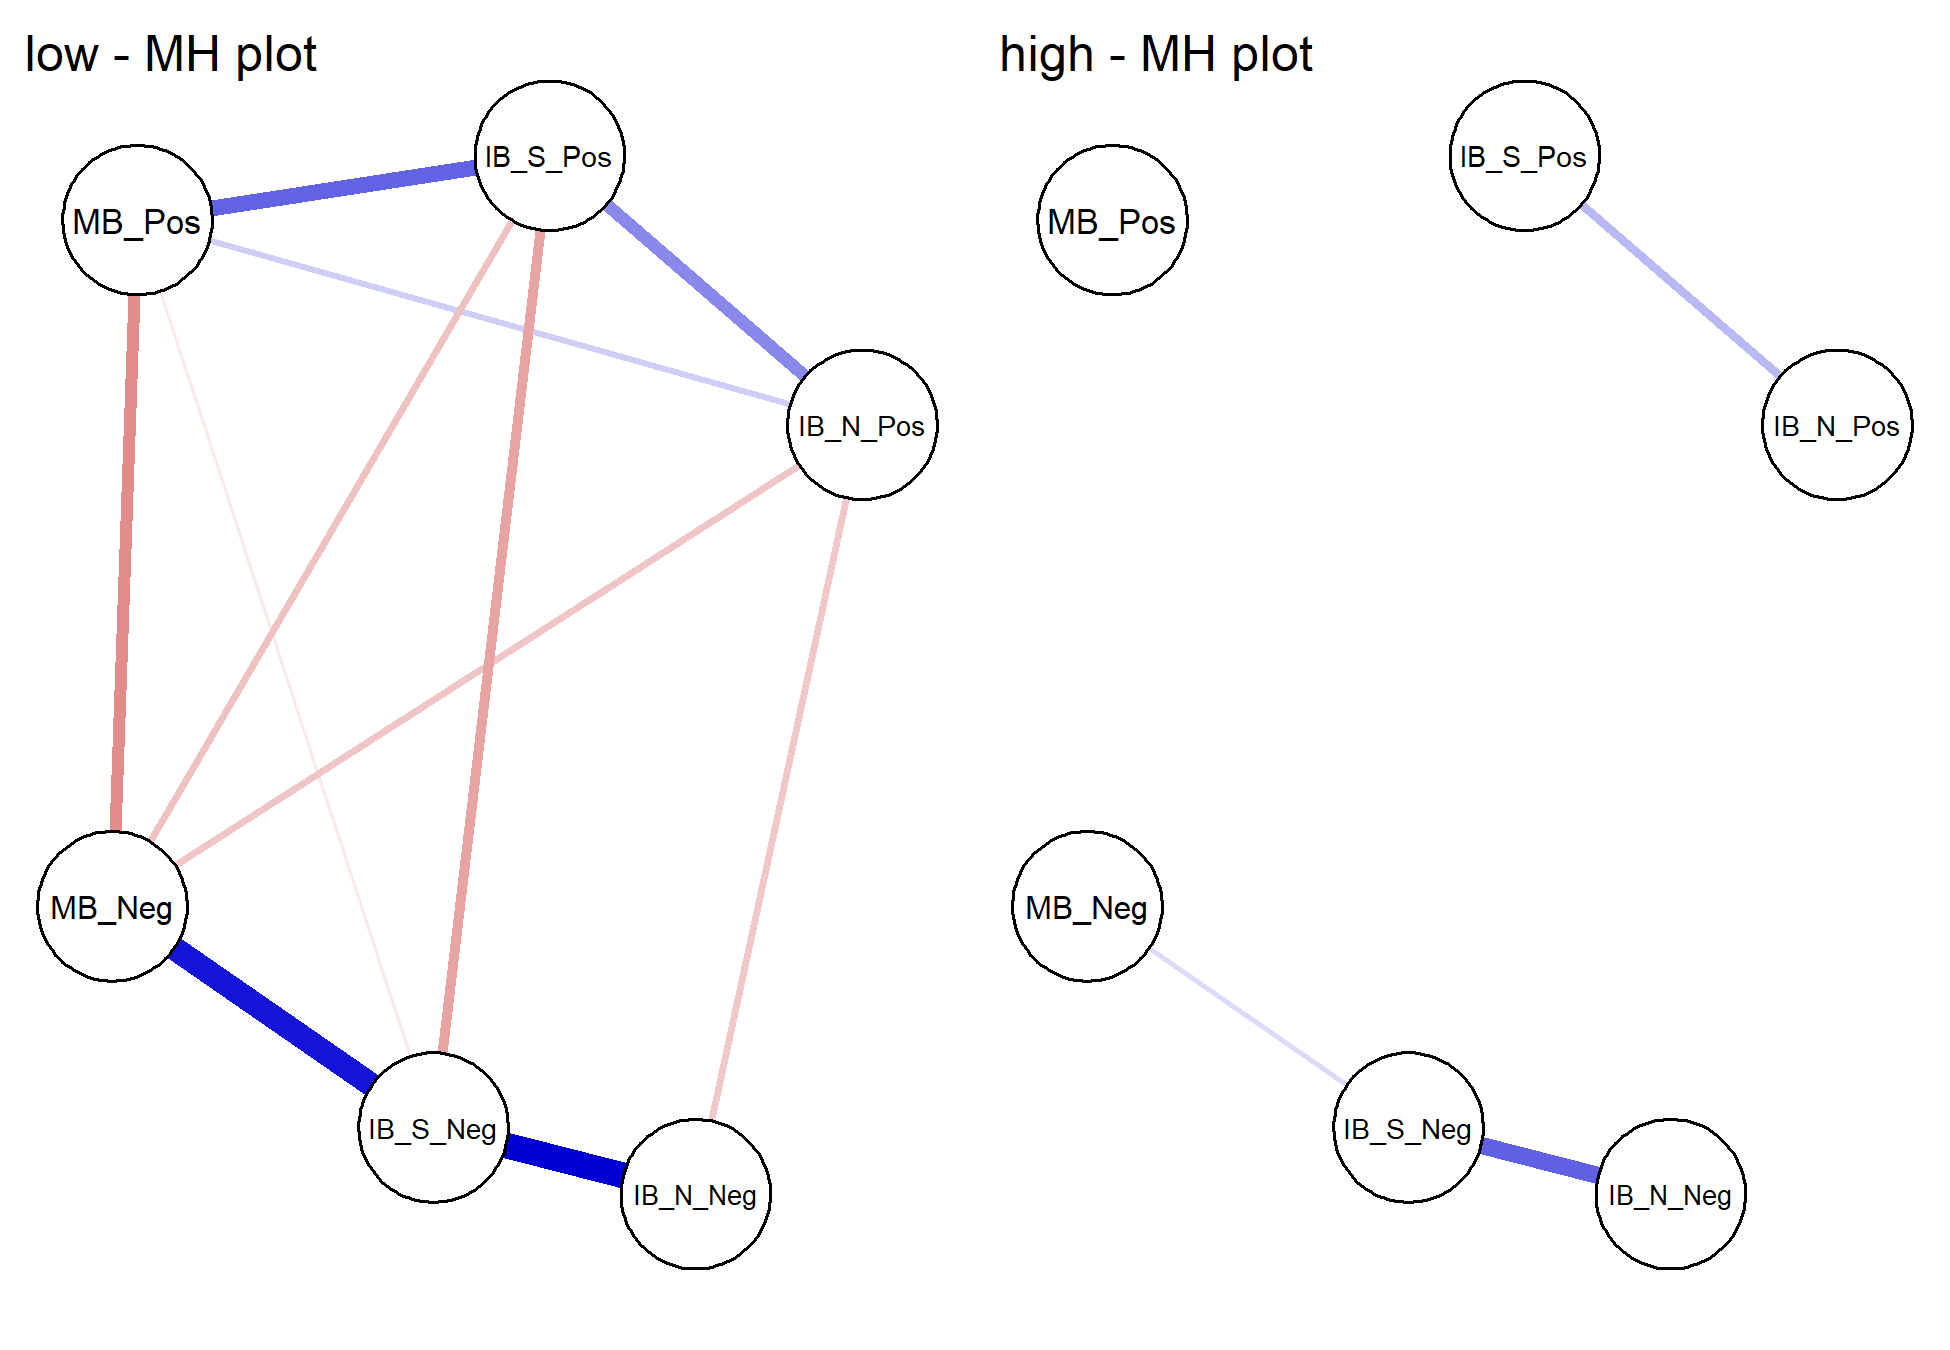 low - MH plot
IB_S_Pos
MB_Pos
IB_N_Pos
MB_Neg
IB_S_Neg
IB_N_Neg
high - MH plot
IB_S_Pos
MB_Pos
IB_N_Pos
MB_Neg
IB_S_Neg
IB_N_Neg